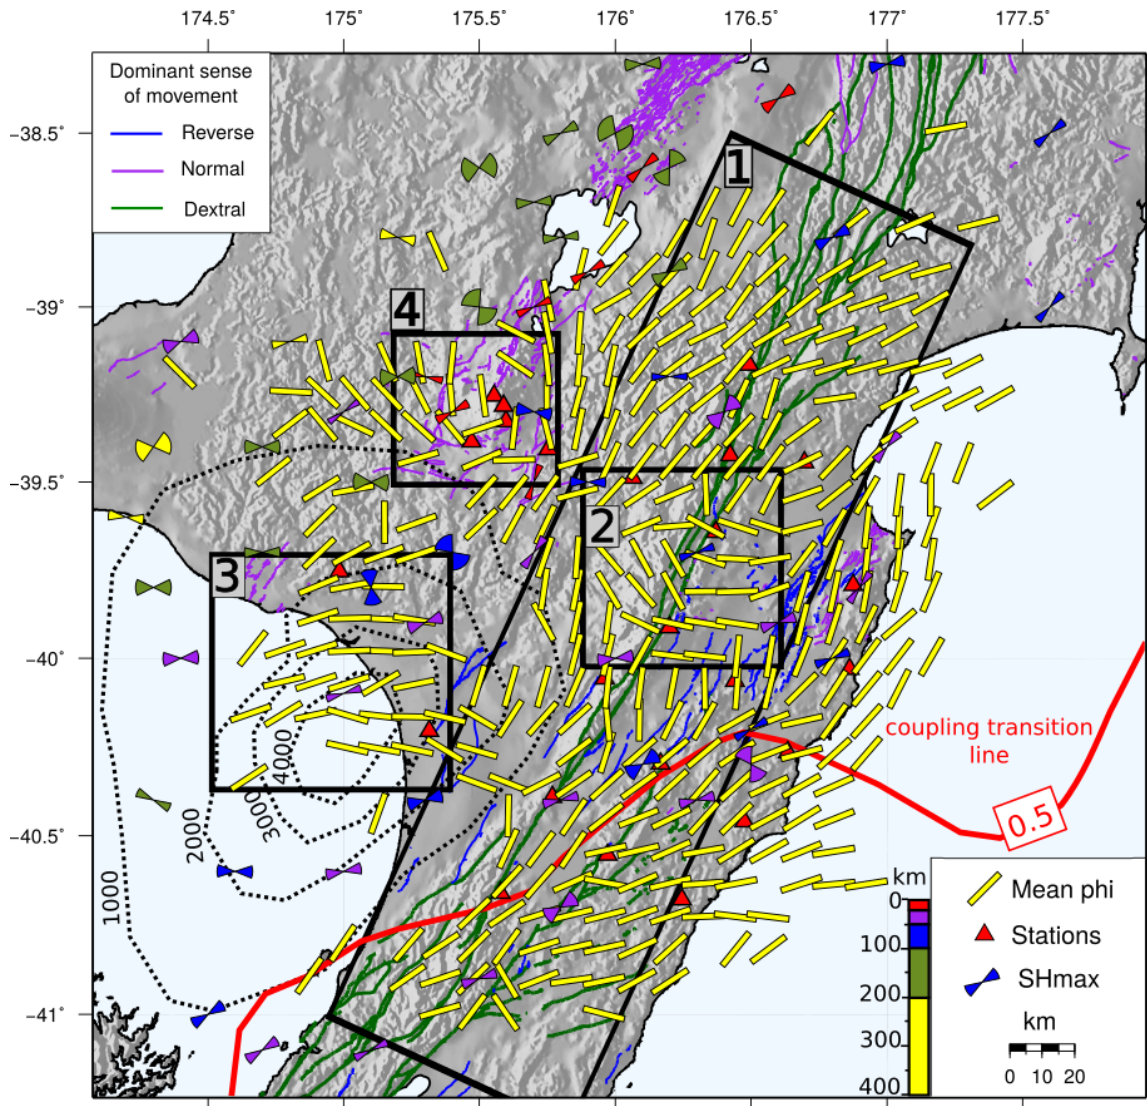 174.5° 175° 175.5° 176° 176.5° 177° 177.5°
Dominant sense
of movement
Reverse
Normal
Dextral
−38.5°
−39°
−39.5°
−40°
−40.5°
−41°
1
4
2
3
coupling transition
line
0.5
4000
3000
2000
1000
km
0
100
200
300
400
Mean phi
Stations
SHmax
km
0 10 20